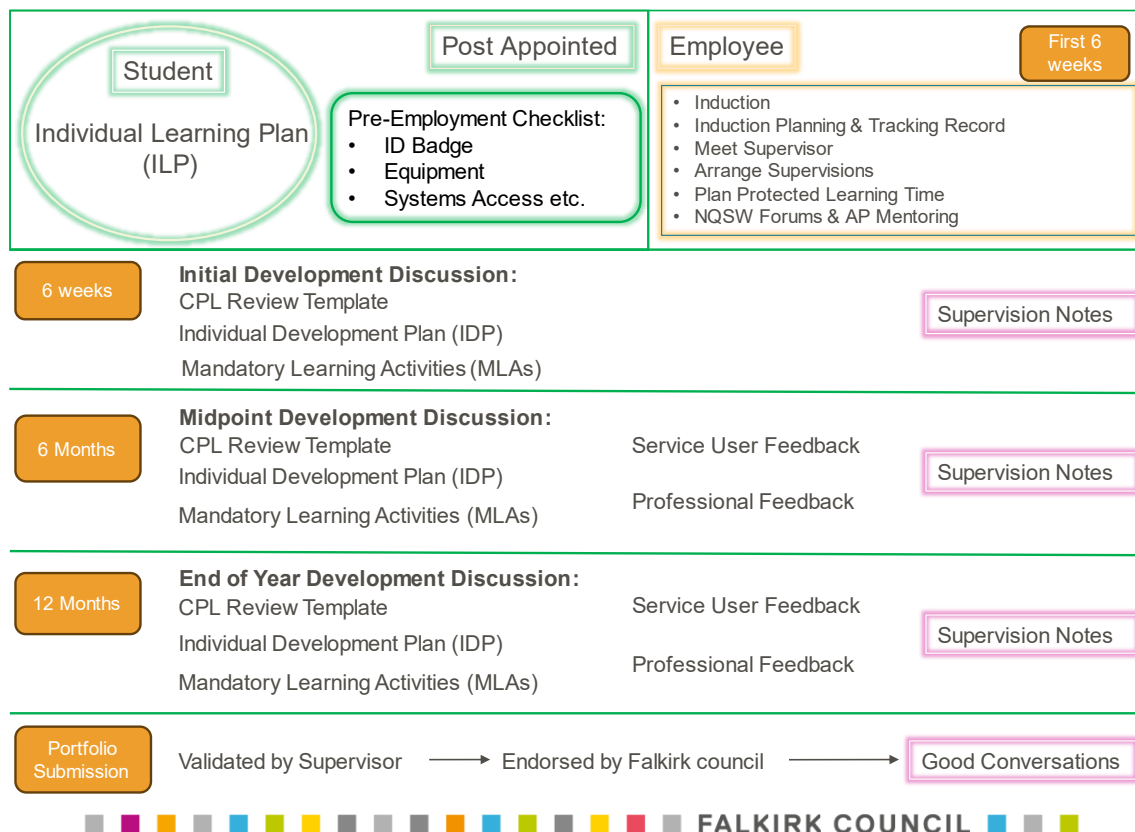 Student
Individual Learning Plan
(ILP)
Post Appointed
Pre-Employment Checklist:
• ID Badge
• Equipment
• Systems Access etc.
Employee
First 6
weeks
• Induction
• Induction Planning & Tracking Record
• Meet Supervisor
• Arrange Supervisions
• Plan Protected Learning Time
• NQSW Forums & AP Mentoring
6 weeks
Initial Development Discussion:
CPL Review Template
Individual Development Plan (IDP)
Mandatory Learning Activities (MLAs)
Supervision Notes
6 Months
Midpoint Development Discussion:
CPL Review Template
Individual Development Plan (IDP)
Mandatory Learning Activities (MLAs)
Service User Feedback
Professional Feedback
Supervision Notes
12 Months
End of Year Development Discussion:
CPL Review Template
Individual Development Plan (IDP)
Mandatory Learning Activities (MLAs)
Service User Feedback
Professional Feedback
Supervision Notes
Portfolio
Submission
Validated by Supervisor
Endorsed by Falkirk council
Good Conversations
FALKIRK COUNCIL